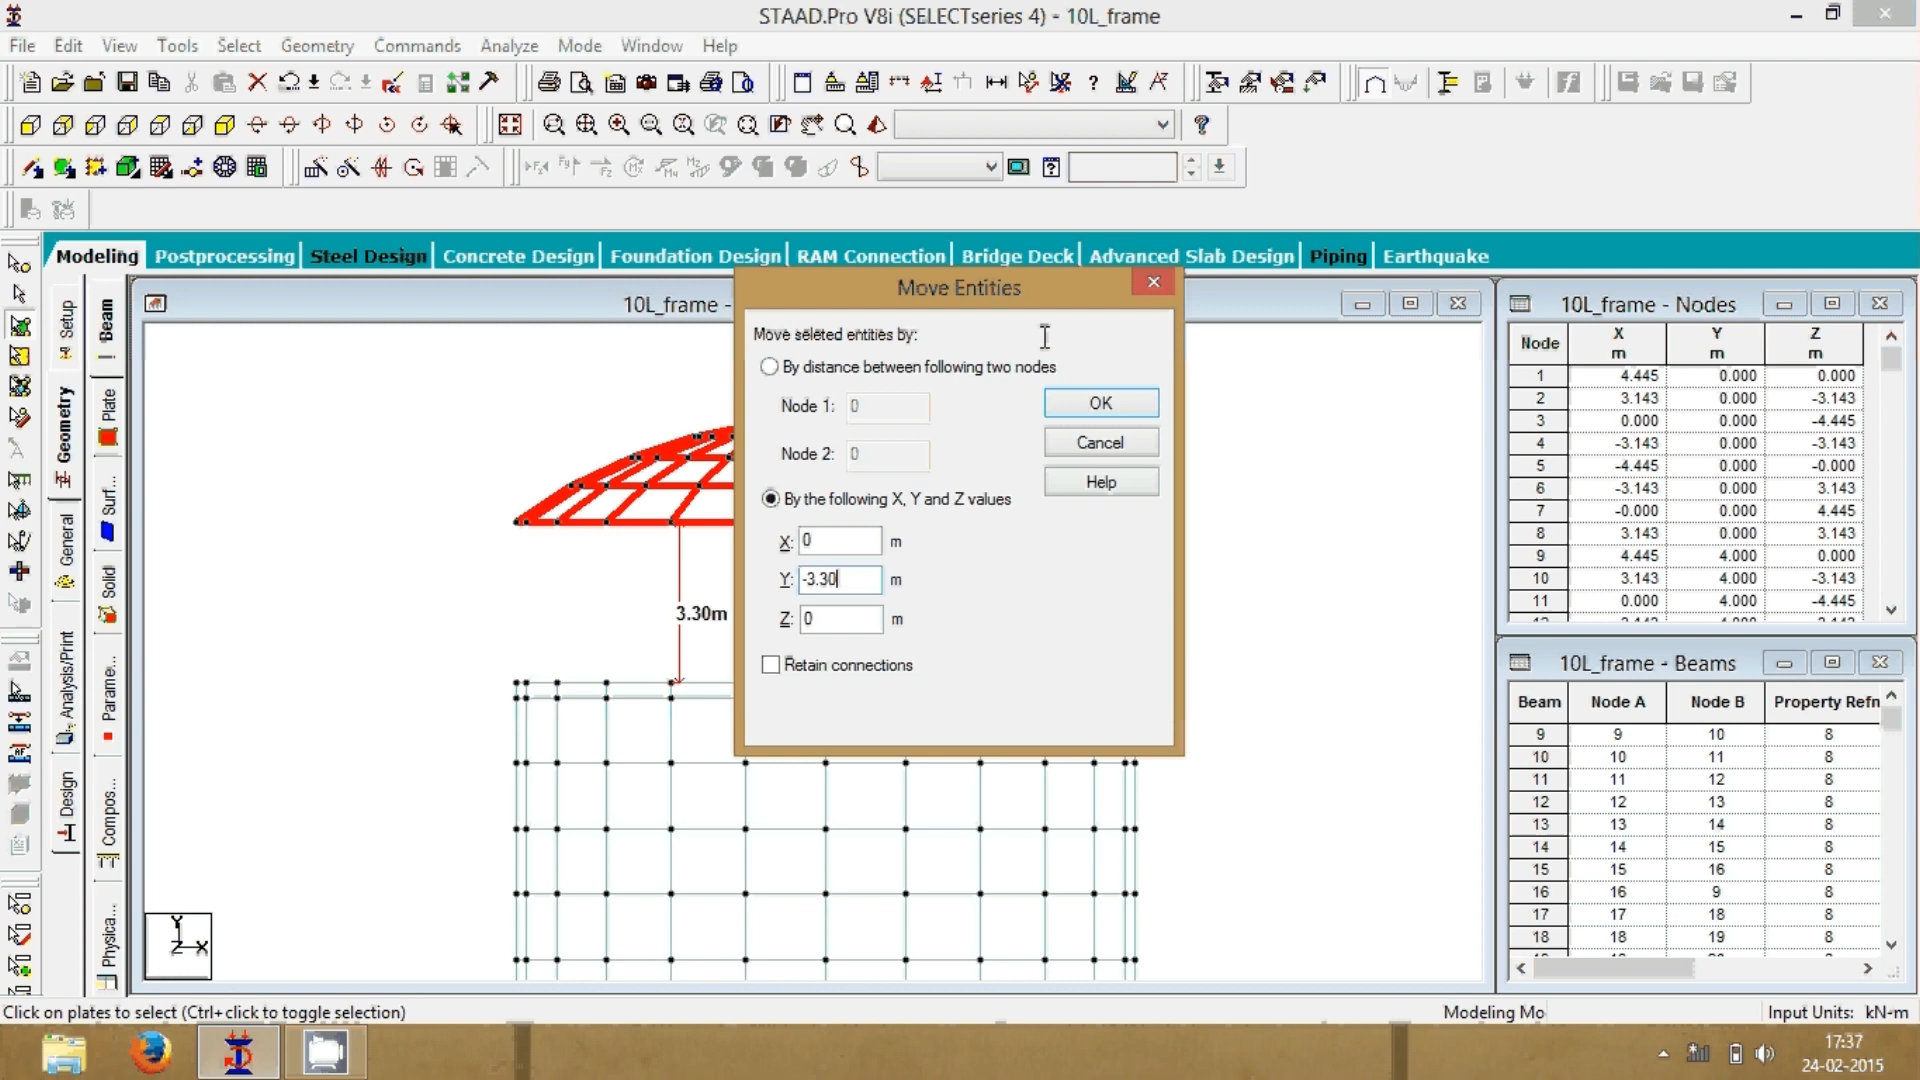 STAAD.Pro V8i (SELECTseries 4) - 10L_frame
File Edit View Tools Select Geometry Commands Analyze Mode Window Help
Modeling Postprocessing Steel Design Concrete Design Foundation Design RAM Connection Bridge Deck Advanced Slab Design Piping Earthquake
Setup
Geometry
General
Analysis/Print
Design
Beam
Plate
Surf...
Solid
Parame...
Compos...
Physica...
10L_frame -
3.30m
Y
Z X
Move Entities
Move seleted entities by:
By distance between following two nodes
Node 1: 0
Node 2: 0
OK
Cancel
Help
By the following X, Y and Z values
X: 0 m
Y: -3.30 m
Z: 0 m
Retain connections
10L_frame - Nodes
Node X m Y m Z m
1 4.445 0.000 0.000
2 3.143 0.000 -3.143
3 0.000 0.000 -4.445
4 -3.143 0.000 -3.143
5 -4.445 0.000 -0.000
6 -3.143 0.000 3.143
7 -0.000 0.000 4.445
8 3.143 0.000 3.143
9 4.445 4.000 0.000
10 3.143 4.000 -3.143
11 0.000 4.000 -4.445
10L_frame - Beams
Beam Node A Node B Property Refn
9 9 10 8
10 10 11 8
11 11 12 8
12 12 13 8
13 13 14 8
14 14 15 8
15 15 16 8
16 16 9 8
17 17 18 8
18 18 19 8
Click on plates to select (Ctrl+click to toggle selection)
Modeling Mo
Input Units: kN-m
17:37
24-02-2015